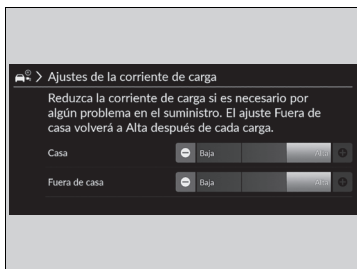 Ajustes de la corriente de carga
Reduzca la corriente de carga si es necesario por
algún problema en el suministro. El ajuste Fuera de
casa volverá a Alta después de cada carga.
Casa
Baja
Alta
Fuera de casa
Baja
Alta